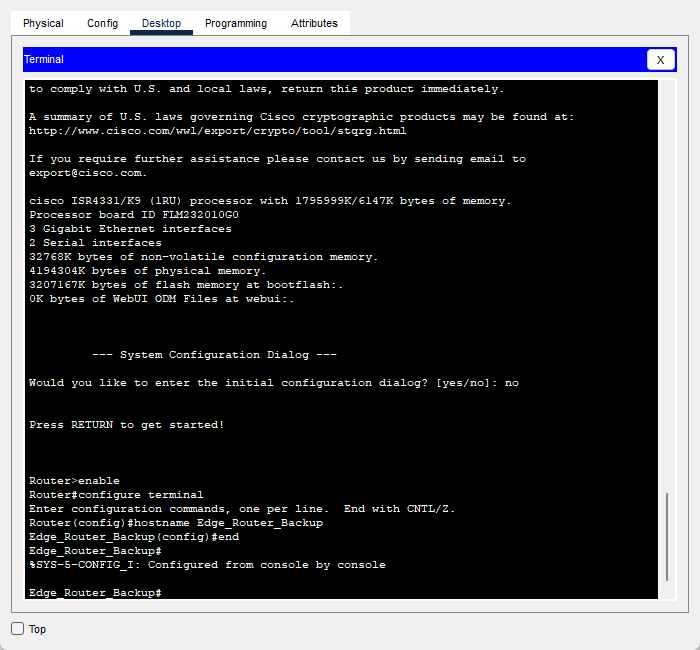 Physical Config Desktop Programming Attributes
Terminal X
to comply with U.S. and local laws, return this product immediately.
A summary of U.S. laws governing Cisco cryptographic products may be found at:
http://www.cisco.com/wwl/export/crypto/tool/stqrg.html
If you require further assistance please contact us by sending email to
export@cisco.com.
cisco ISR4331/K9 (1RU) processor with 1795999K/6147K bytes of memory.
Processor board ID FLM232010G0
3 Gigabit Ethernet interfaces
2 Serial interfaces
32768K bytes of non-volatile configuration memory.
4194304K bytes of physical memory.
3207167K bytes of flash memory at bootflash:.
0K bytes of WebUI ODM Files at webui:.
--- System Configuration Dialog ---
Would you like to enter the initial configuration dialog? [yes/no]: no
Press RETURN to get started!
Router>enable
Router#configure terminal
Enter configuration commands, one per line.  End with CNTL/Z.
Router(config)#hostname Edge_Router_Backup
Edge_Router_Backup(config)#end
Edge_Router_Backup#
%SYS-5-CONFIG_I: Configured from console by console
Edge_Router_Backup#
Top